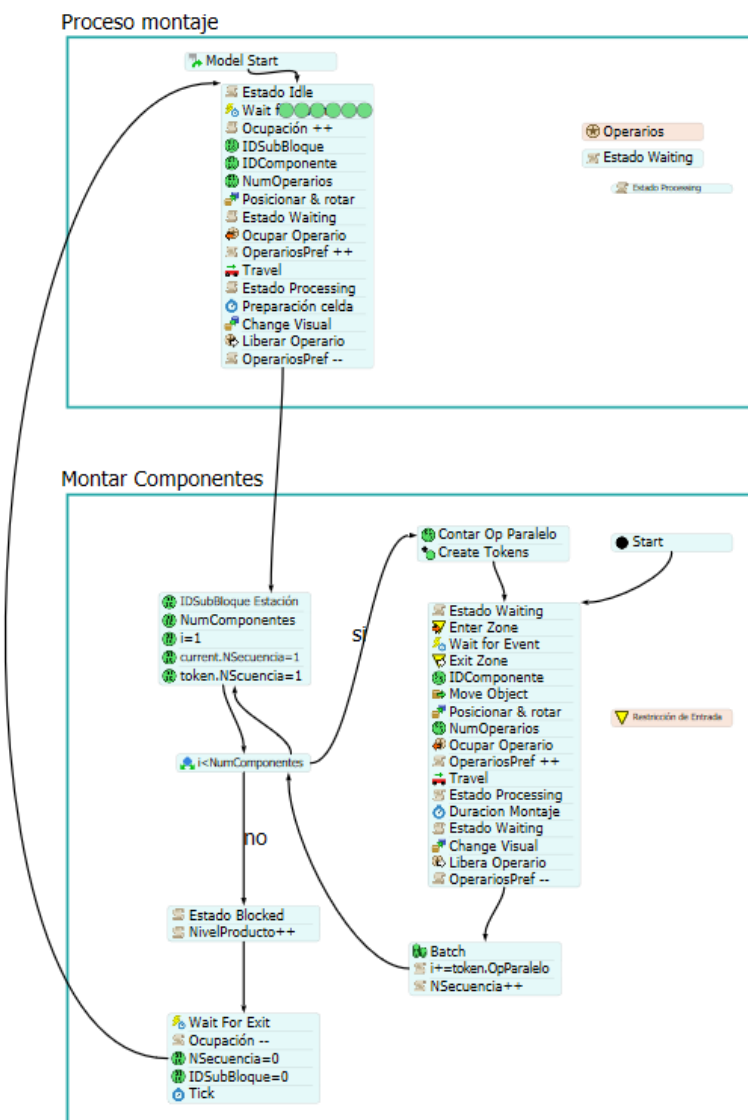 Proceso montaje
Model Start
Estado Idle
Wait f
Ocupación ++
IDSubBloque
IDComponente
NumOperarios
Posicionar & rotar
Estado Waiting
Ocupar Operario
OperariosPref ++
Travel
Estado Processing
Preparación celda
Change Visual
Liberar Operario
OperariosPref --
Operarios
Estado Waiting
Estado Processing
Montar Componentes
IDSubBloque Estación
NumComponentes
i=1
current.NSecuencia=1
token.NScuencia=1
i<NumComponentes
si
no
Contar Op Paralelo
Create Tokens
Start
Estado Waiting
Enter Zone
Wait for Event
Exit Zone
IDComponente
Move Object
Posicionar & rotar
NumOperarios
Ocupar Operario
OperariosPref ++
Travel
Estado Processing
Duracion Montaje
Estado Waiting
Change Visual
Libera Operario
OperariosPref --
Restricción de Entrada
Batch
i+=token.OpParalelo
NSecuencia++
Estado Blocked
NivelProducto++
Wait For Exit
Ocupación --
NSecuencia=0
IDSubBloque=0
Tick